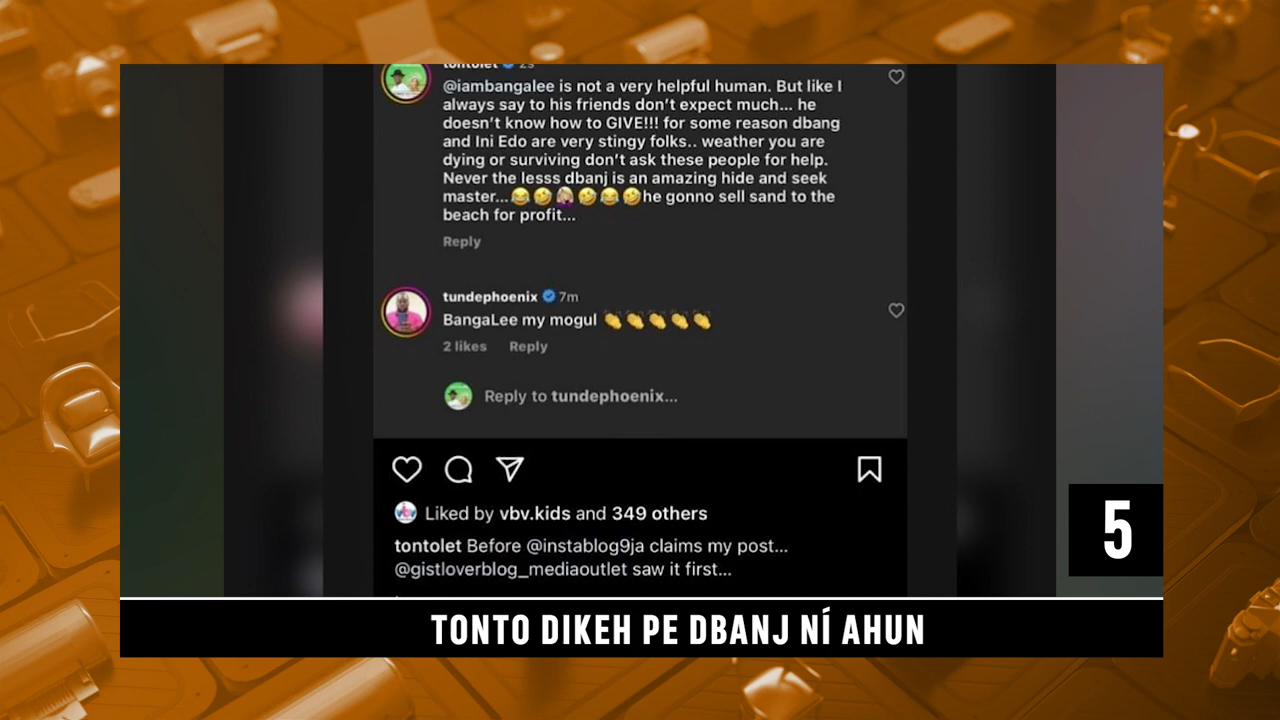 tontolet 2s
@iambangalee is not a very helpful human. But like I
always say to his friends don't expect much... he
doesn't know how to GIVE!!! for some reason dbang
and Ini Edo are very stingy folks.. weather you are
dying or surviving don't ask these people for help.
Never the lesss dbanj is an amazing hide and seek
master...😂🤣🤷🏼‍♀️🤣😂🤣he gonno sell sand to the
beach for profit...
Reply
tundephoenix 7m
BangaLee my mogul 👏👏👏👏👏
2 likes Reply
Reply to tundephoenix...
Liked by vbv.kids and 349 others
tontolet Before @instablog9ja claims my post...
@gistloverblog_mediaoutlet saw it first...
5
TONTO DIKEH PE DBANJ NÍ AHUN